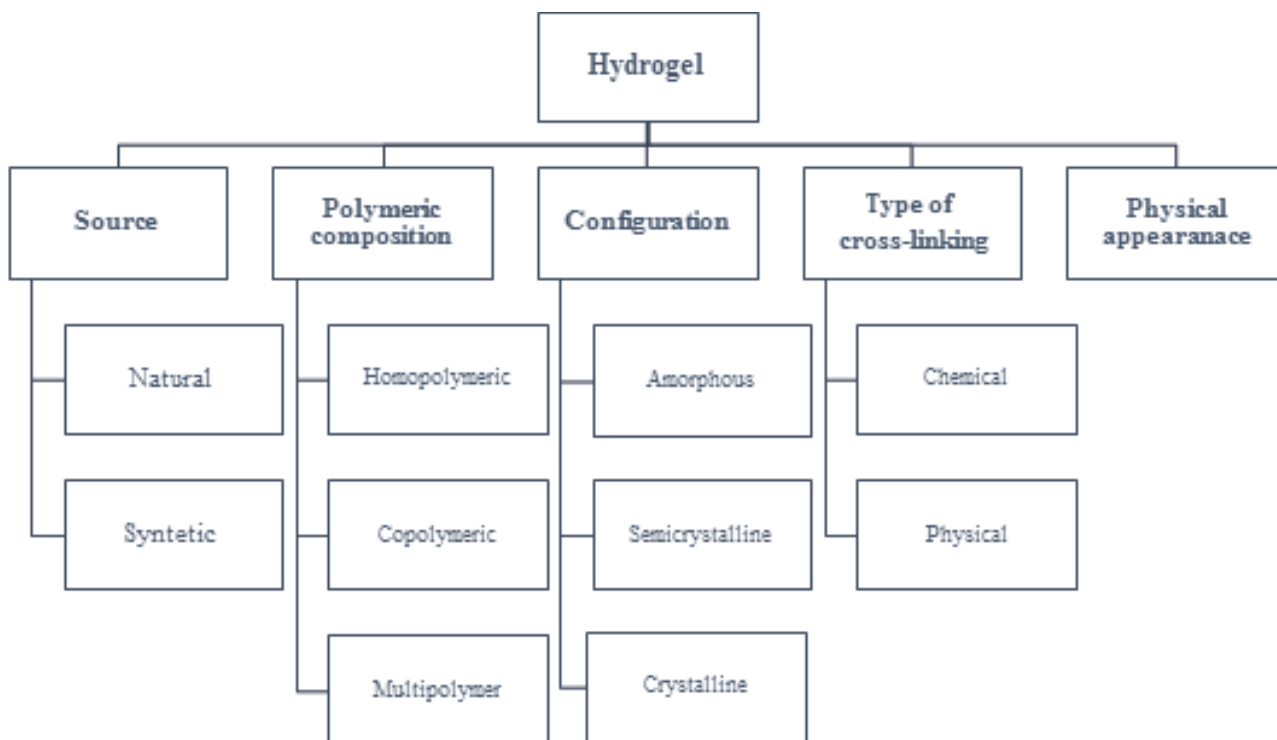 Hydrogel
Source
Polymeric
composition
Configuration
Type of
cross-linking
Physical
appearanace
Natural
Homopolymeric
Amorphous
Chemical
Syntetic
Copolymeric
Semicrystalline
Physical
Multipolymer
Crystalline